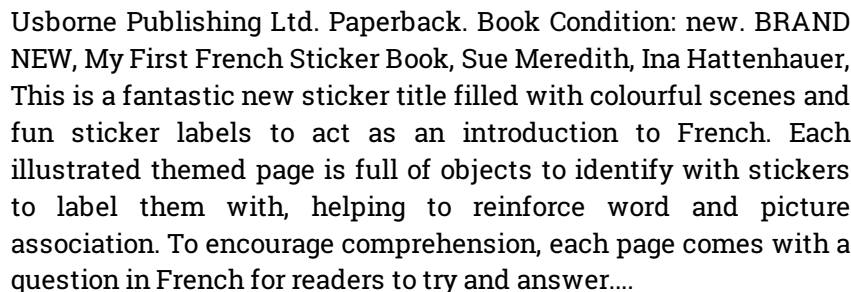 Usborne Publishing Ltd. Paperback. Book Condition: new. BRAND
NEW, My First French Sticker Book, Sue Meredith, Ina Hattenhauer,
This is a fantastic new sticker title filled with colourful scenes and
fun sticker labels to act as an introduction to French. Each
illustrated themed page is full of objects to identify with stickers
to label them with, helping to reinforce word and picture
association. To encourage comprehension, each page comes with a
question in French for readers to try and answer....